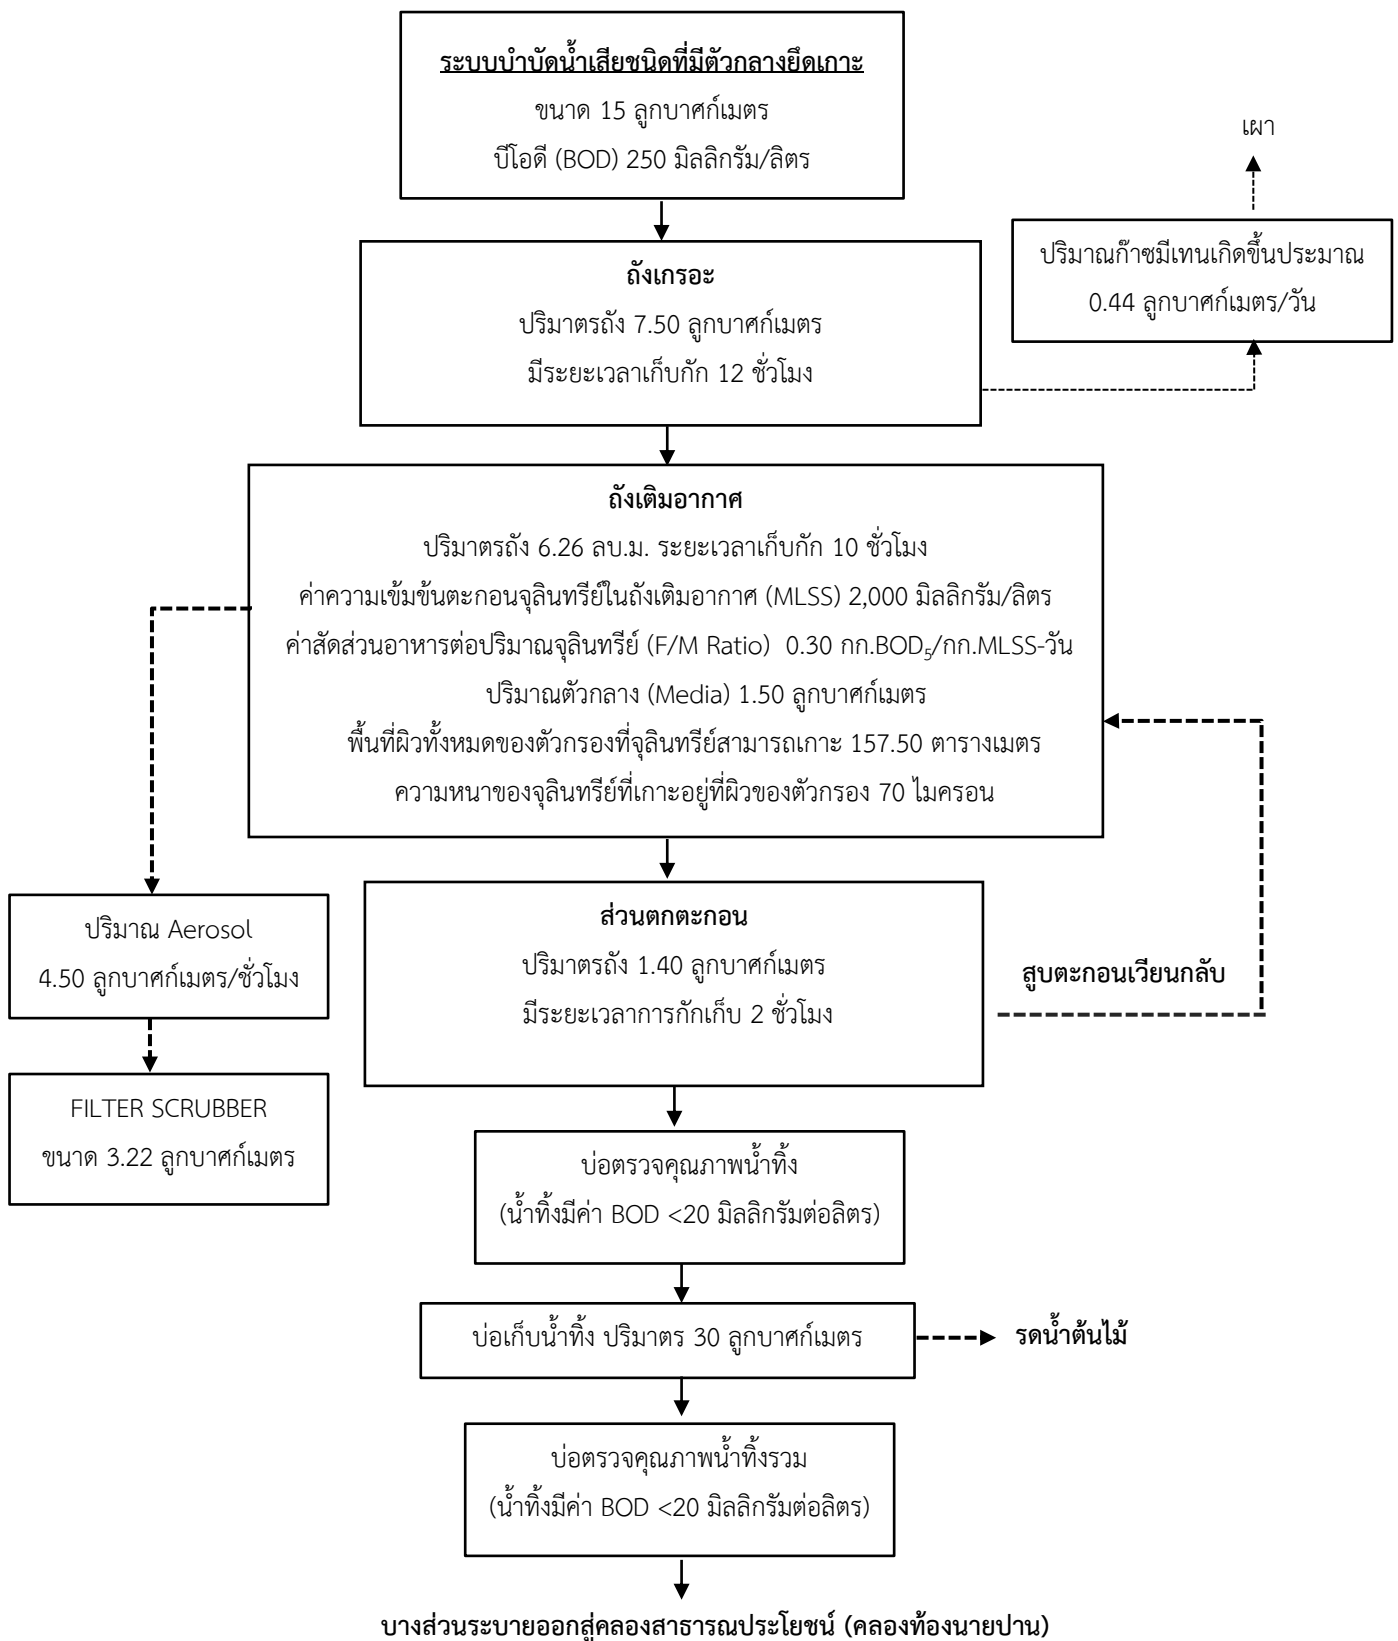 ระบบบำบัดน้ำเสียชนิดที่มีตัวกลางยึดเกาะ
ขนาด 15 ลูกบาศก์เมตร
บีโอดี (BOD) 250 มิลลิกรัม/ลิตร
เผา
ปริมาณก๊าซมีเทนเกิดขึ้นประมาณ
0.44 ลูกบาศก์เมตร/วัน
ถังเกรอะ
ปริมาตรถัง 7.50 ลูกบาศก์เมตร
มีระยะเวลาเก็บกัก 12 ชั่วโมง
ถังเติมอากาศ
ปริมาตรถัง 6.26 ลบ.ม. ระยะเวลาเก็บกัก 10 ชั่วโมง
ค่าความเข้มข้นตะกอนจุลินทรีย์ในถังเติมอากาศ (MLSS) 2,000 มิลลิกรัม/ลิตร
ค่าสัดส่วนอาหารต่อปริมาณจุลินทรีย์ (F/M Ratio) 0.30 กก.BOD₅/กก.MLSS-วัน
ปริมาณตัวกลาง (Media) 1.50 ลูกบาศก์เมตร
พื้นที่ผิวทั้งหมดของตัวกรองที่จุลินทรีย์สามารถเกาะ 157.50 ตารางเมตร
ความหนาของจุลินทรีย์ที่เกาะอยู่ที่ผิวของตัวกรอง 70 ไมครอน
ปริมาณ Aerosol
4.50 ลูกบาศก์เมตร/ชั่วโมง
FILTER SCRUBBER
ขนาด 3.22 ลูกบาศก์เมตร
ส่วนตกตะกอน
ปริมาตรถัง 1.40 ลูกบาศก์เมตร
มีระยะเวลาการกักเก็บ 2 ชั่วโมง
สูบตะกอนเวียนกลับ
บ่อตรวจคุณภาพน้ำทิ้ง
(น้ำทิ้งมีค่า BOD <20 มิลลิกรัมต่อลิตร)
บ่อเก็บน้ำทิ้ง ปริมาตร 30 ลูกบาศก์เมตร
รดน้ำต้นไม้
บ่อตรวจคุณภาพน้ำทิ้งรวม
(น้ำทิ้งมีค่า BOD <20 มิลลิกรัมต่อลิตร)
บางส่วนระบายออกสู่คลองสาธารณประโยชน์ (คลองท้องนายปาน)